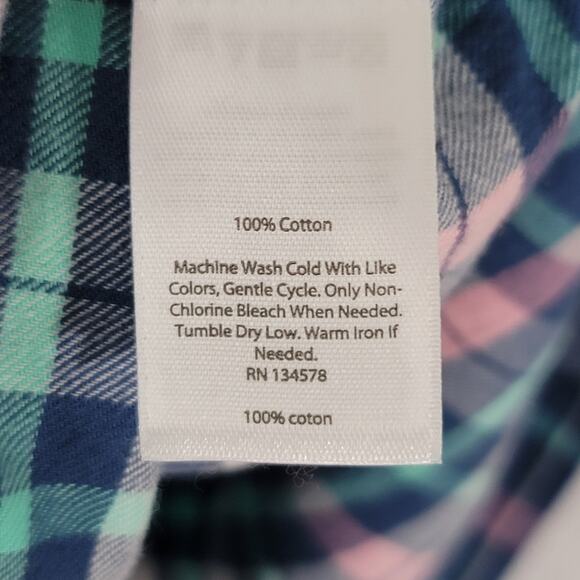 100% Cotton
Machine Wash Cold With Like
Colors, Gentle Cycle. Only Non-
Chlorine Bleach When Needed.
Tumble Dry Low. Warm Iron If
Needed.
RN 134578
100% coton